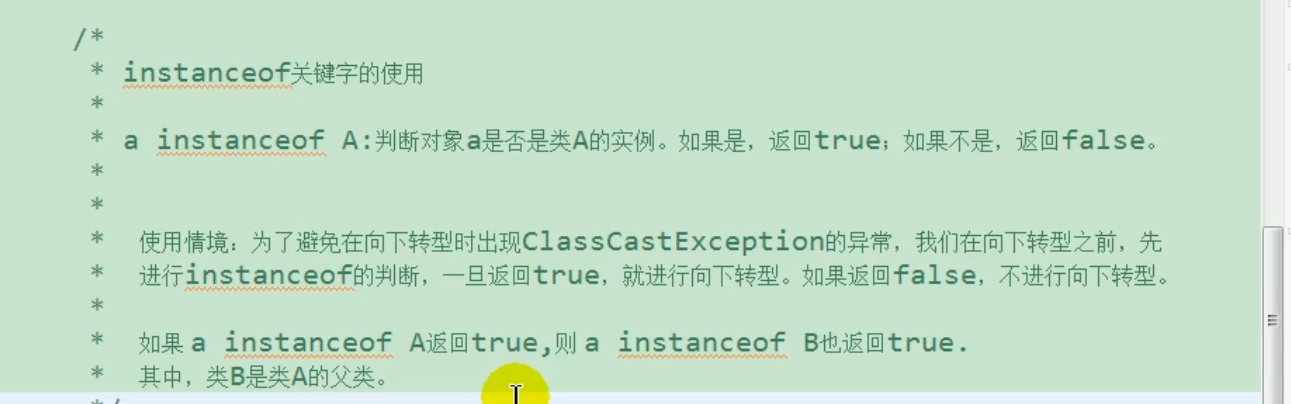 /*
* instanceof关键字的使用
*
* a instanceof A:判断对象a是否是类A的实例。如果是，返回true；如果不是，返回false。
*
*
* 使用情境：为了避免在向下转型时出现ClassCastException的异常，我们在向下转型之前，先
* 进行instanceof的判断，一旦返回true，就进行向下转型。如果返回false，不进行向下转型。
*
* 如果 a instanceof A返回true,则 a instanceof B也返回true.
* 其中，类B是类A的父类。
*/